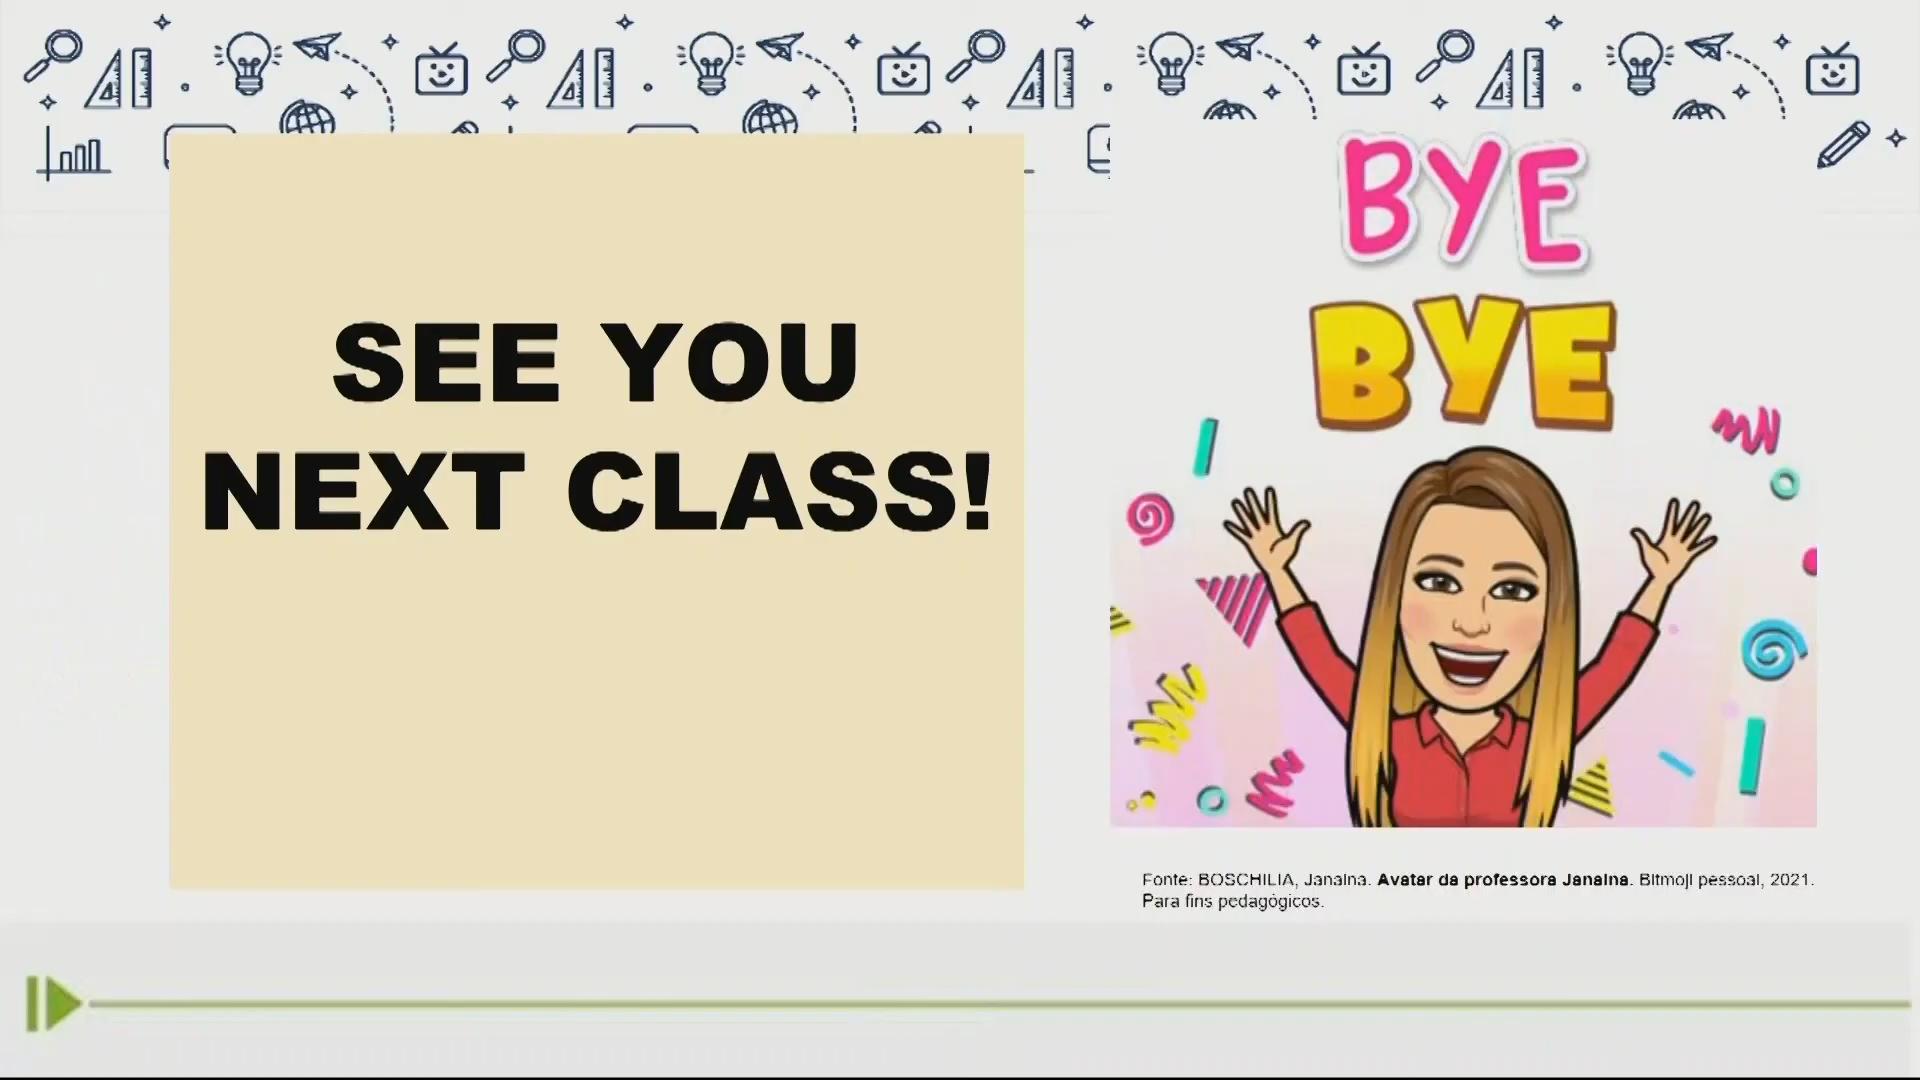 SEE YOU
NEXT CLASS!
BYE
BYE
Fonte: BOSCHILIA, Janaina. Avatar da professora Janaina. Bitmoji pessoal, 2021.
Para fins pedagógicos.